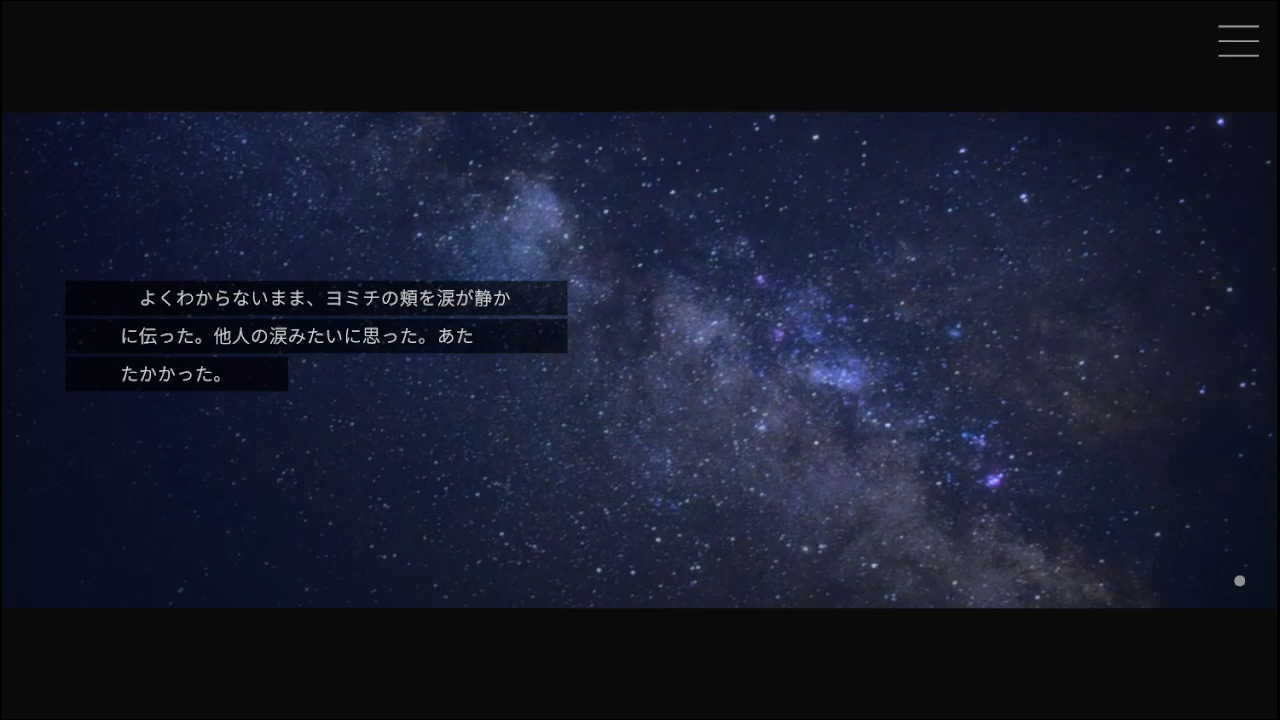 よくわからないまま、ヨミチの頬を涙が静か
に伝った。他人の涙みたいに思った。あた
たかかった。